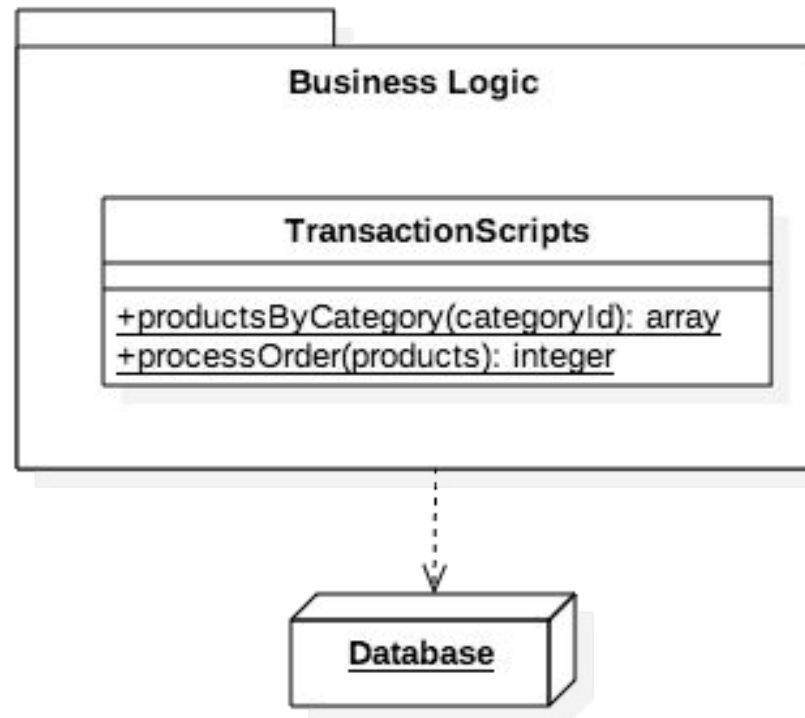 Business Logic
TransactionScripts
+productsByCategory(categoryId): array
+processOrder(products): integer
Database